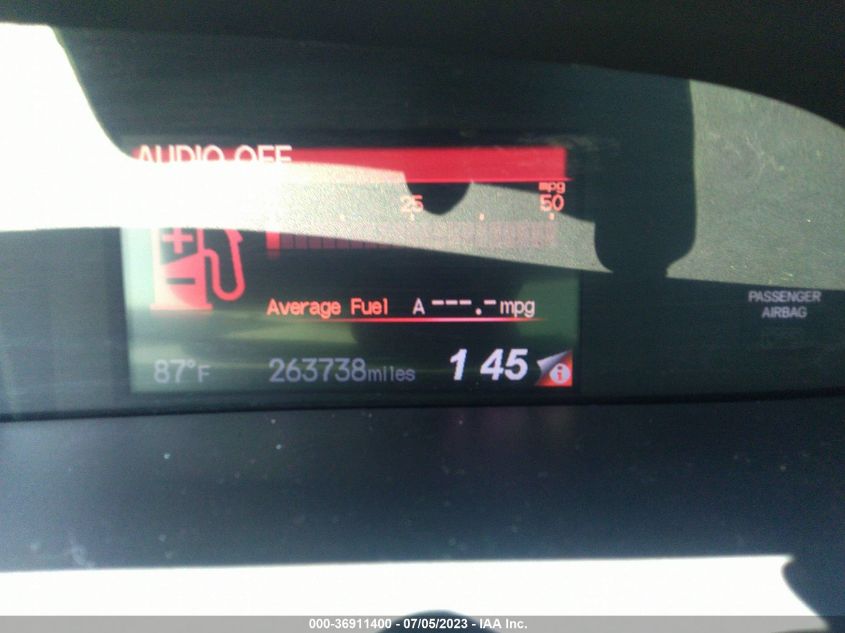 AUDIO OFF
mpg
25 50
Average Fuel A ---.- mpg
PASSENGER
AIRBAG
87°F 263738miles 1 45 i
000-36911400 - 07/05/2023 - IAA Inc.